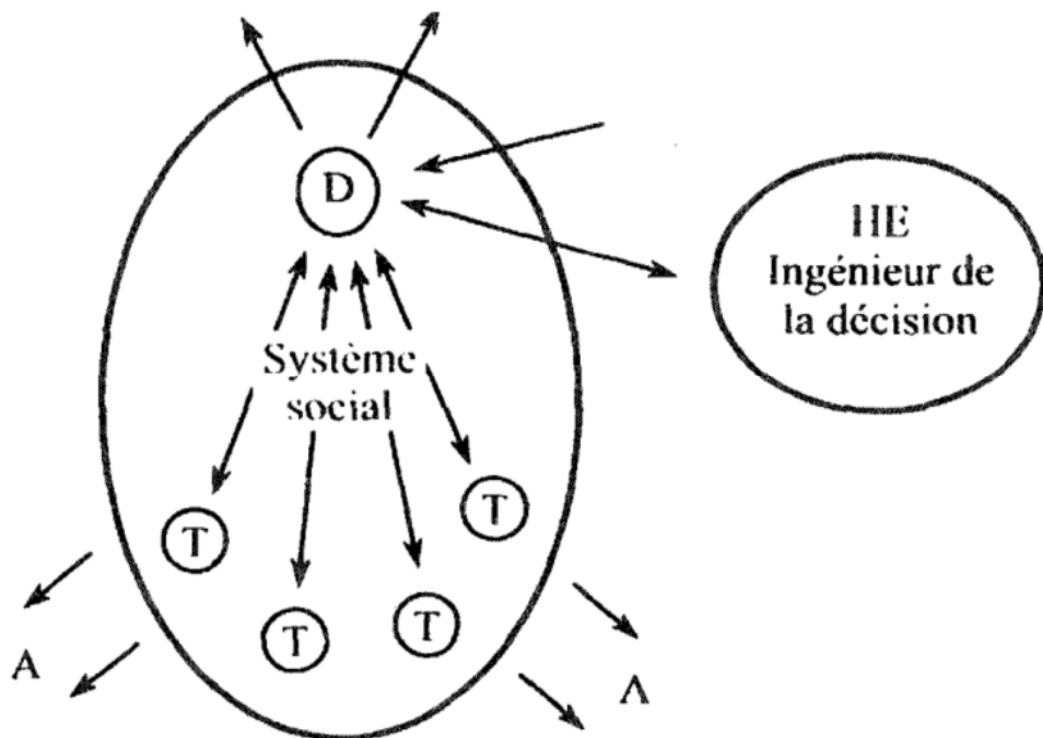 D
HE
Ingénieur de
la décision
Système
social
T
T
T
T
A
A